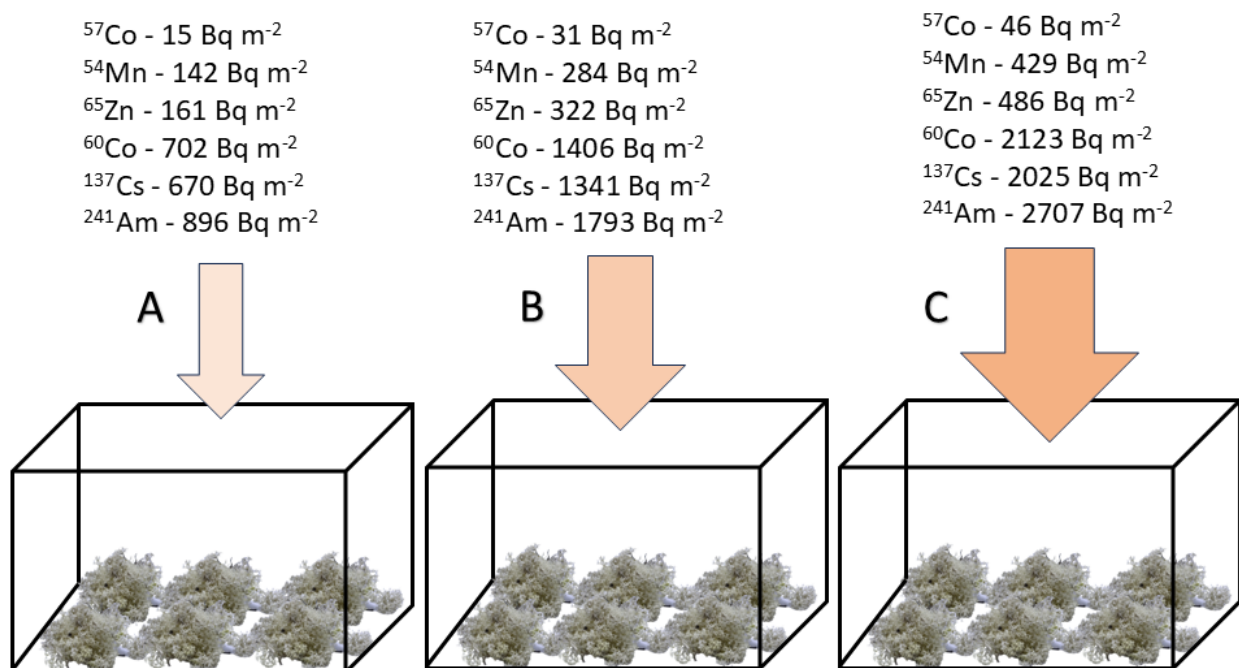 ⁵⁷Co - 15 Bq m⁻²
⁵⁴Mn - 142 Bq m⁻²
⁶⁵Zn - 161 Bq m⁻²
⁶⁰Co - 702 Bq m⁻²
¹³⁷Cs - 670 Bq m⁻²
²⁴¹Am - 896 Bq m⁻²
A
⁵⁷Co - 31 Bq m⁻²
⁵⁴Mn - 284 Bq m⁻²
⁶⁵Zn - 322 Bq m⁻²
⁶⁰Co - 1406 Bq m⁻²
¹³⁷Cs - 1341 Bq m⁻²
²⁴¹Am - 1793 Bq m⁻²
B
⁵⁷Co - 46 Bq m⁻²
⁵⁴Mn - 429 Bq m⁻²
⁶⁵Zn - 486 Bq m⁻²
⁶⁰Co - 2123 Bq m⁻²
¹³⁷Cs - 2025 Bq m⁻²
²⁴¹Am - 2707 Bq m⁻²
C